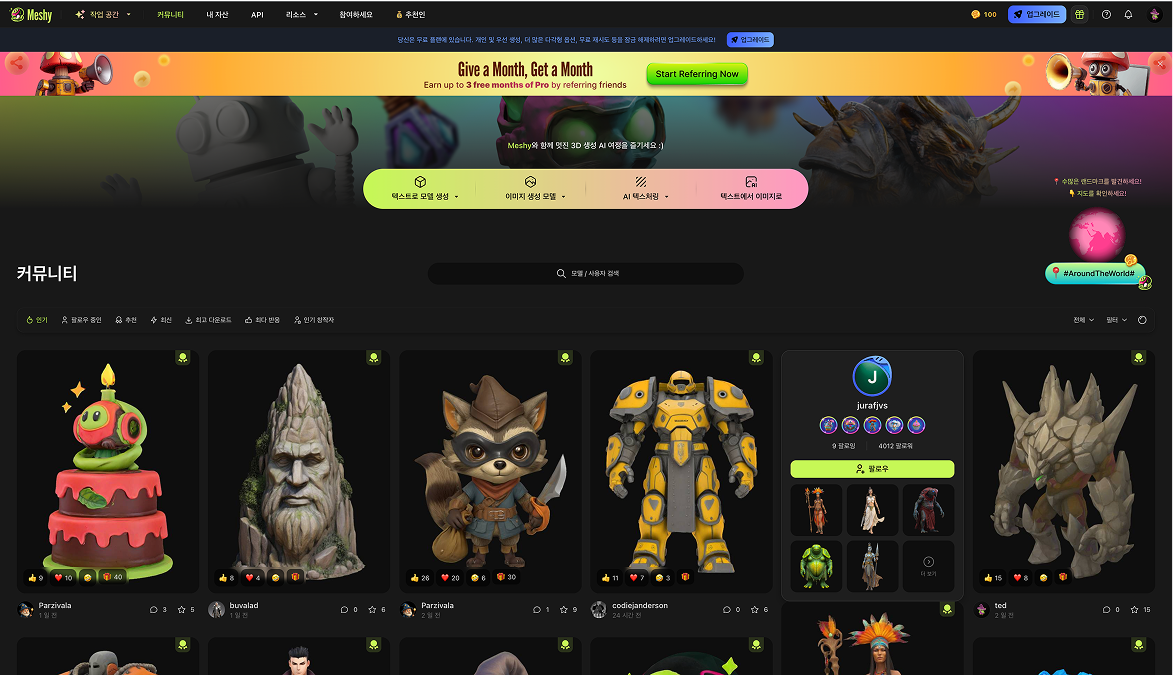 Meshy
작업 공간
커뮤니티
내 자산
API
리소스
참여하세요
추천인
100
업그레이드
당신은 무료 플랜에 있습니다. 개인 및 우선 생성, 더 많은 다각형 옵션, 무료 재시도 등을 잠금 해제하려면 업그레이드하세요!
업그레이드
Give a Month, Get a Month
Earn up to 3 free months of Pro by referring friends
Start Referring Now
Meshy와 함께 멋진 3D 생성 AI 여정을 즐기세요 :)
텍스트로 모델 생성
이미지 생성 모델
AI 텍스처링
텍스트에서 이미지로
수많은 랜드마크를 발견하세요!
지도를 확인하세요!
#AroundTheWorld#
커뮤니티
모델 / 사용자 검색
인기
팔로우 중인
추천
최신
최고 다운로드
최다 반응
인기 창작자
전체
필터
J
jurafjvs
9 팔로잉
4012 팔로워
팔로우
더 보기
9
10
40
8
4
26
20
6
30
11
7
3
15
8
Parzivala
1 일 전
3
5
buvalad
1 일 전
0
6
Parzivala
2 일 전
1
9
codiejanderson
24 시간 전
0
6
ted
2 일 전
0
15